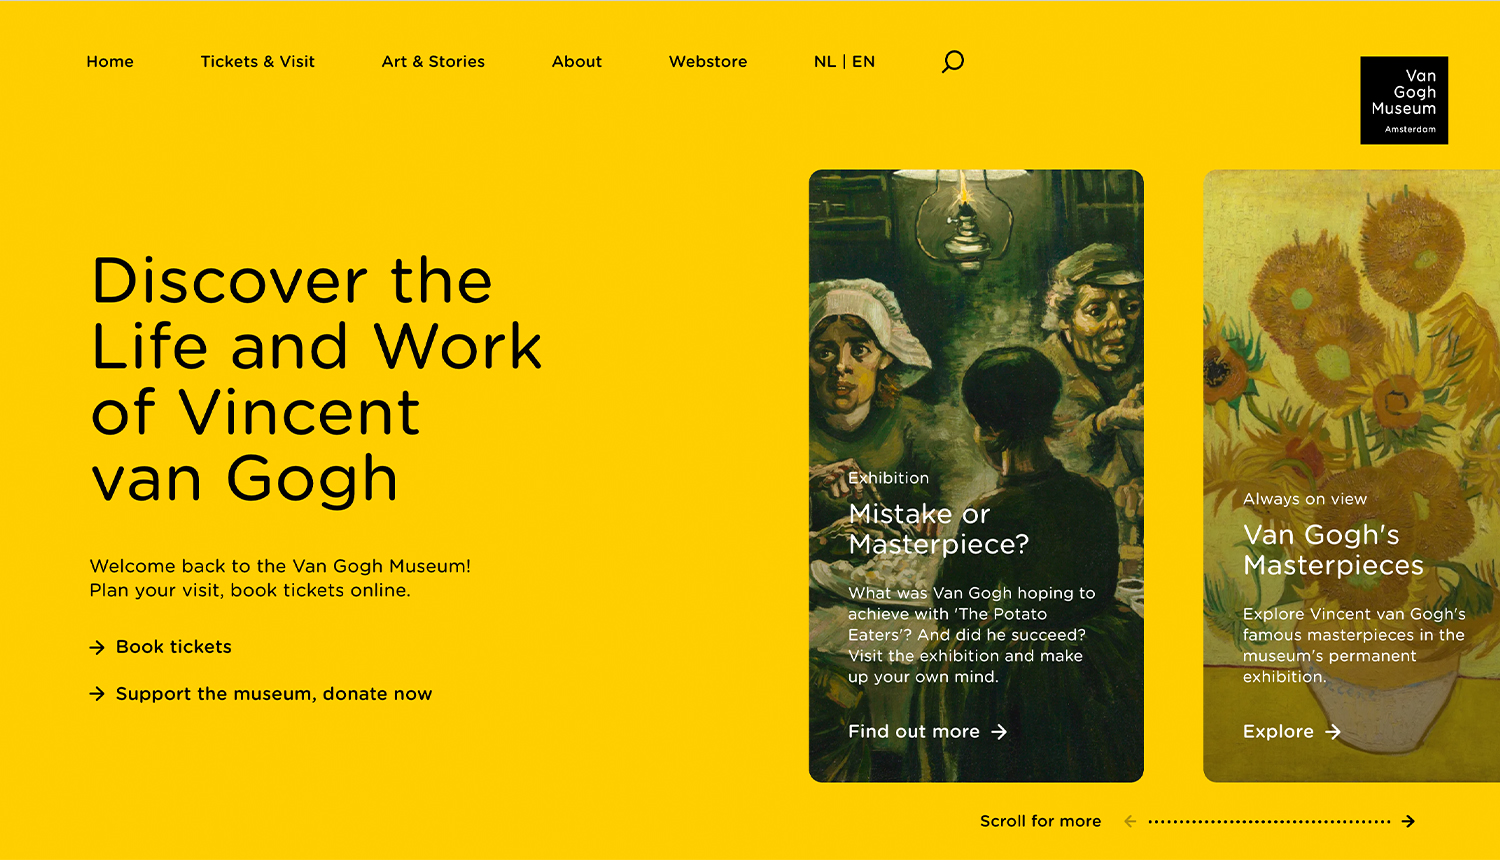 Home
Tickets & Visit
Art & Stories
About
Webstore
NL | EN
Van
Gogh
Museum
Amsterdam
Discover the
Life and Work
of Vincent
van Gogh
Welcome back to the Van Gogh Museum!
Plan your visit, book tickets online.
→ Book tickets
→ Support the museum, donate now
Exhibition
Mistake or
Masterpiece?
What was Van Gogh hoping to
achieve with 'The Potato
Eaters'? And did he succeed?
Visit the exhibition and make
up your own mind.
Find out more →
Always on view
Van Gogh's
Masterpieces
Explore Vincent van Gogh's
famous masterpieces in the
museum's permanent
exhibition.
Explore →
Scroll for more